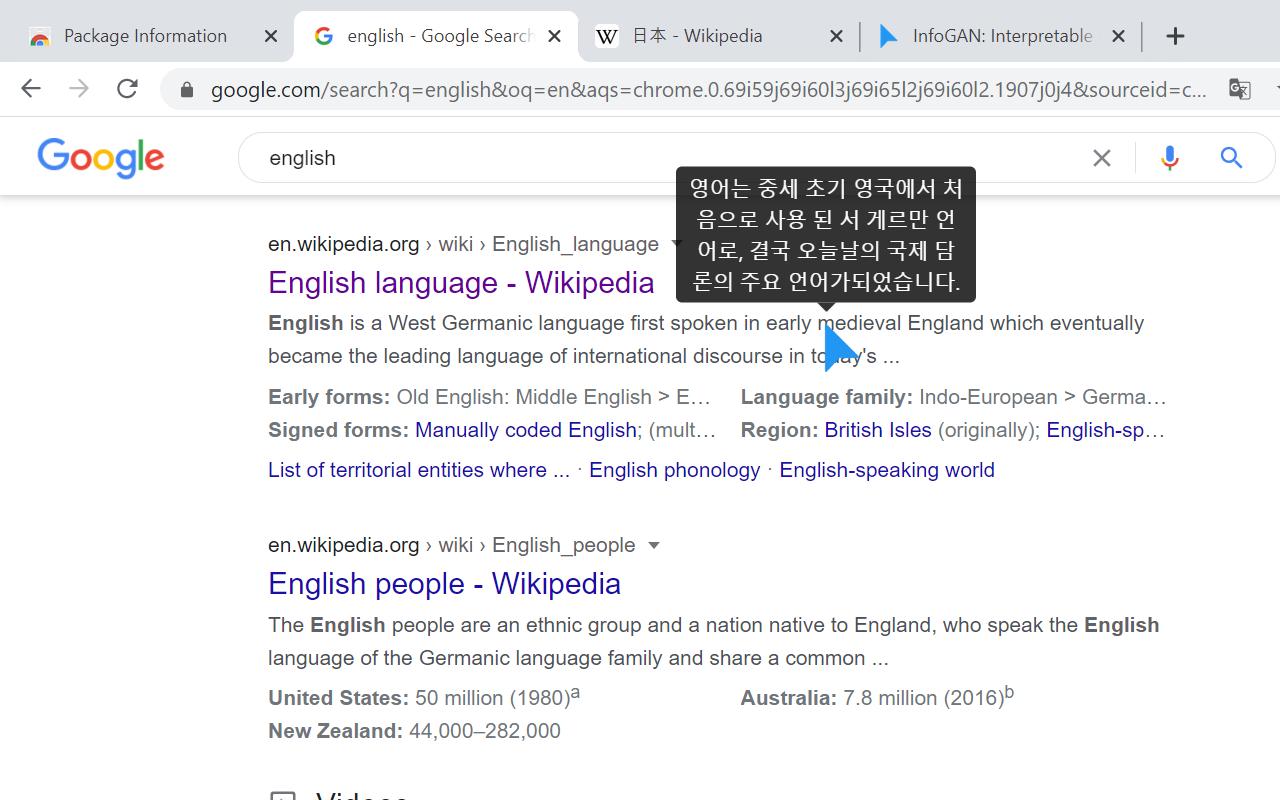 Package Information
english - Google Search
日本 - Wikipedia
InfoGAN: Interpretable
google.com/search?q=english&oq=en&aqs=chrome.0.69i59j69i60l3j69i65l2j69i60l2.1907j0j4&sourceid=c...
Google
english
영어는 중세 초기 영국에서 처
음으로 사용 된 서 게르만 언
어로, 결국 오늘날의 국제 담
론의 주요 언어가되었습니다.
en.wikipedia.org › wiki › English_language
English language - Wikipedia
English is a West Germanic language first spoken in early medieval England which eventually
became the leading language of international discourse in today's ...
Early forms: Old English: Middle English > E…
Language family: Indo-European > Germa…
Signed forms: Manually coded English; (mult…
Region: British Isles (originally); English-sp…
List of territorial entities where ... · English phonology · English-speaking world
en.wikipedia.org › wiki › English_people
English people - Wikipedia
The English people are an ethnic group and a nation native to England, who speak the English
language of the Germanic language family and share a common ...
United States: 50 million (1980)a
Australia: 7.8 million (2016)b
New Zealand: 44,000–282,000
Videos